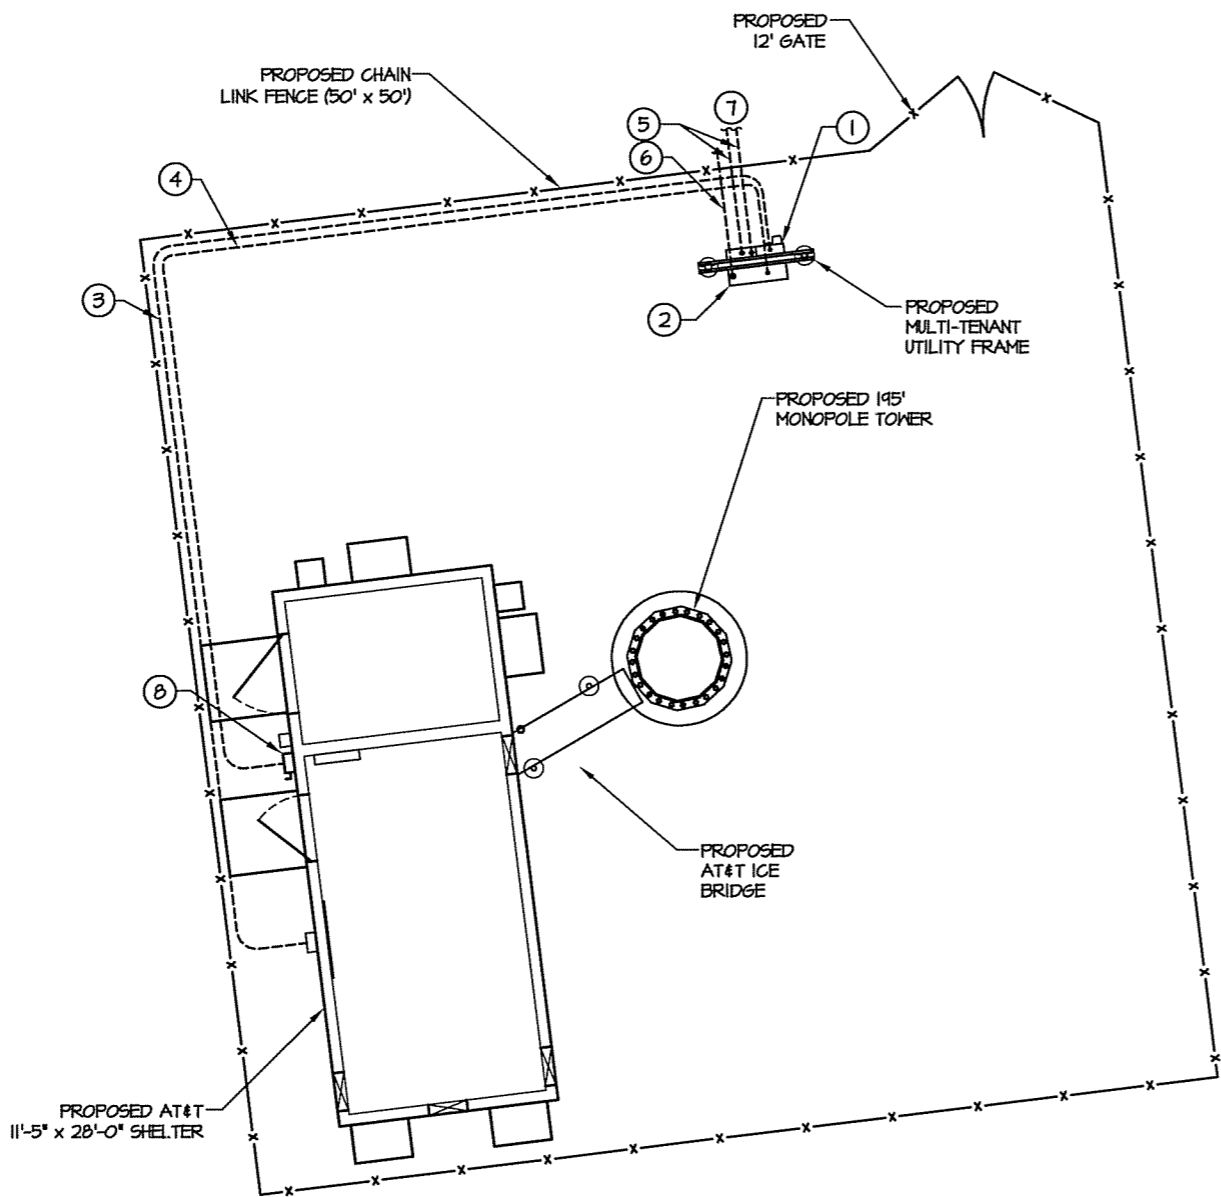 PROPOSED
12' GATE
PROPOSED CHAIN
LINK FENCE (50' x 50')
7
5
1
6
4
3
2
PROPOSED
MULTI-TENANT
UTILITY FRAME
PROPOSED 195'
MONOPOLE TOWER
8
PROPOSED
AT&T ICE
BRIDGE
PROPOSED AT&T
11'-5" x 28'-0" SHELTER